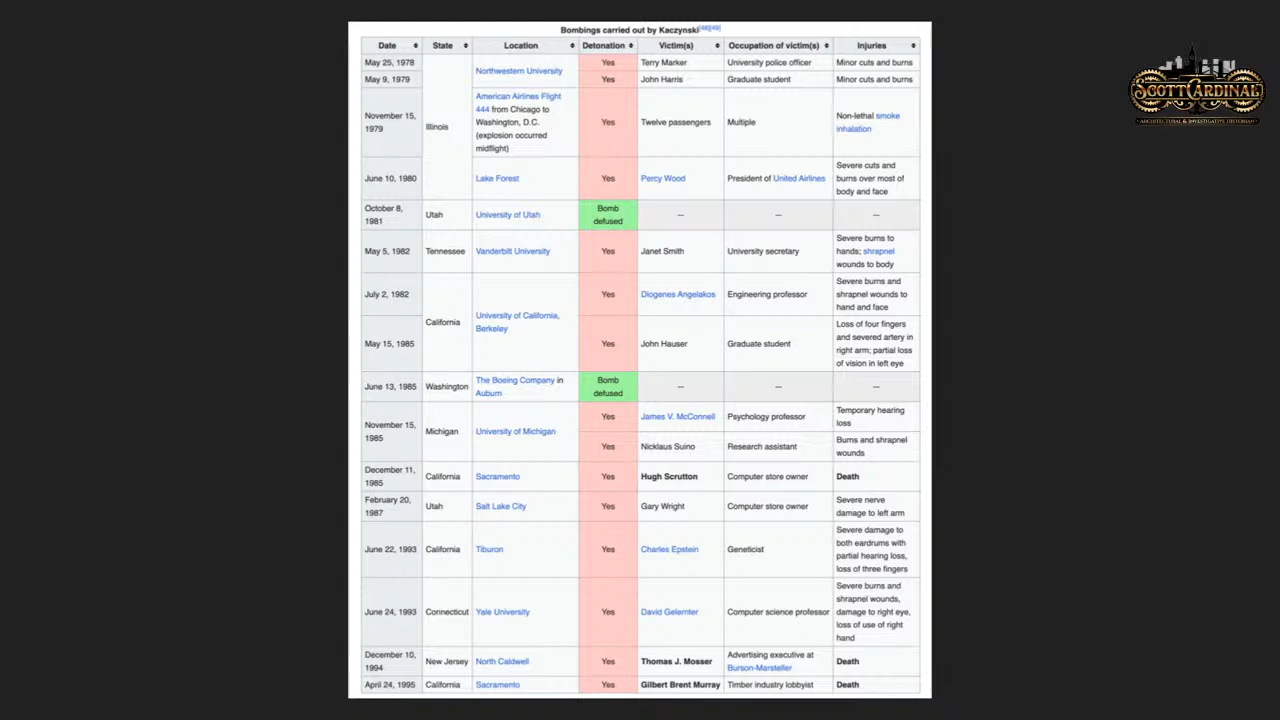 Bombings carried out by Kaczynski[48][49]
Date State Location Detonation Victim(s) Occupation of victim(s) Injuries
May 25, 1978 Illinois Northwestern University Yes Terry Marker University police officer Minor cuts and burns
May 9, 1979 Yes John Harris Graduate student Minor cuts and burns
November 15,
1979
American Airlines Flight
444 from Chicago to
Washington, D.C.
(explosion occurred
midflight)
Yes Twelve passengers Multiple
Non-lethal smoke
inhalation
June 10, 1980 Lake Forest Yes Percy Wood President of United Airlines
Severe cuts and
burns over most of
body and face
October 8,
1981
Utah University of Utah
Bomb
defused
— — —
May 5, 1982 Tennessee Vanderbilt University Yes Janet Smith University secretary
Severe burns to
hands; shrapnel
wounds to body
July 2, 1982 California
University of California,
Berkeley
Yes Diogenes Angelakos Engineering professor
Severe burns and
shrapnel wounds to
hand and face
May 15, 1985 Yes John Hauser Graduate student
Loss of four fingers
and severed artery in
right arm; partial loss
of vision in left eye
June 13, 1985 Washington
The Boeing Company in
Auburn
Bomb
defused
— — —
November 15,
1985
Michigan University of Michigan
Yes James V. McConnell Psychology professor
Temporary hearing
loss
Yes Nicklaus Suino Research assistant
Burns and shrapnel
wounds
December 11,
1985
California Sacramento Yes Hugh Scrutton Computer store owner Death
February 20,
1987
Utah Salt Lake City Yes Gary Wright Computer store owner
Severe nerve
damage to left arm
June 22, 1993 California Tiburon Yes Charles Epstein Geneticist
Severe damage to
both eardrums with
partial hearing loss,
loss of three fingers
June 24, 1993 Connecticut Yale University Yes David Gelernter Computer science professor
Severe burns and
shrapnel wounds,
damage to right eye,
loss of use of right
hand
December 10,
1994
New Jersey North Caldwell Yes Thomas J. Mosser
Advertising executive at
Burson-Marsteller
Death
April 24, 1995 California Sacramento Yes Gilbert Brent Murray Timber industry lobbyist Death
SCOTT CARDINAL
ARCHITECTURAL & INVESTIGATIVE HISTORIAN